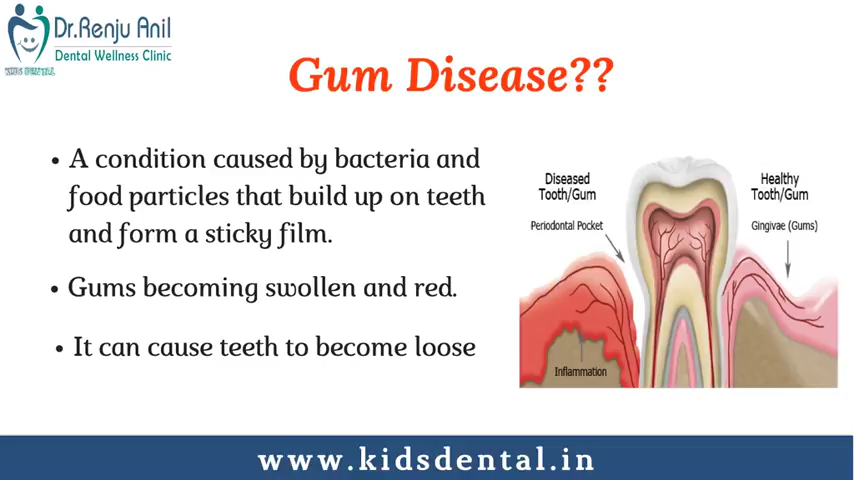 Dr.Renju Anil
Dental Wellness Clinic
KIDS DENTAL
Gum Disease??
• A condition caused by bacteria and
food particles that build up on teeth
and form a sticky film.
• Gums becoming swollen and red.
• It can cause teeth to become loose
Diseased
Tooth/Gum
Periodontal Pocket
Healthy
Tooth/Gum
Gingivae (Gums)
Inflammation
www.kidsdental.in